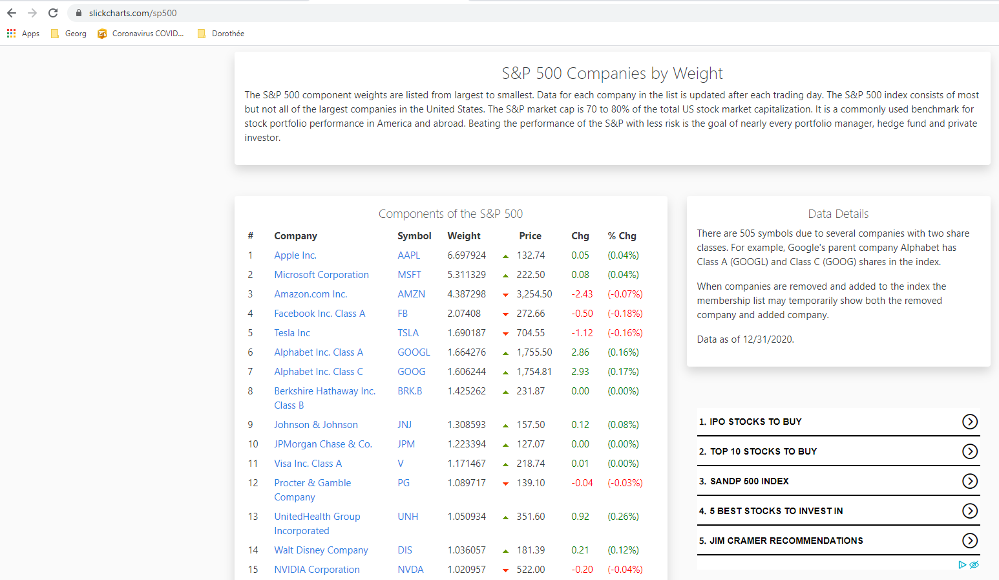 slickcharts.com/sp500
Apps Georg Coronavirus COVID... Dorothée
S&P 500 Companies by Weight
The S&P 500 component weights are listed from largest to smallest. Data for each company in the list is updated after each trading day. The S&P 500 index consists of most
but not all of the largest companies in the United States. The S&P market cap is 70 to 80% of the total US stock market capitalization. It is a commonly used benchmark for
stock portfolio performance in America and abroad. Beating the performance of the S&P with less risk is the goal of nearly every portfolio manager, hedge fund and private
investor.
Components of the S&P 500
# Company Symbol Weight Price Chg % Chg
1 Apple Inc. AAPL 6.697924 132.74 0.05 (0.04%)
2 Microsoft Corporation MSFT 5.311329 222.50 0.08 (0.04%)
3 Amazon.com Inc. AMZN 4.387298 3,254.50 -2.43 (-0.07%)
4 Facebook Inc. Class A FB 2.07408 272.66 -0.50 (-0.18%)
5 Tesla Inc TSLA 1.690187 704.55 -1.12 (-0.16%)
6 Alphabet Inc. Class A GOOGL 1.664276 1,755.50 2.86 (0.16%)
7 Alphabet Inc. Class C GOOG 1.606244 1,754.81 2.93 (0.17%)
8 Berkshire Hathaway Inc. BRK.B 1.425262 231.87 0.00 (0.00%)
Class B
9 Johnson & Johnson JNJ 1.308593 157.50 0.12 (0.08%)
10 JPMorgan Chase & Co. JPM 1.223394 127.07 0.00 (0.00%)
11 Visa Inc. Class A V 1.171467 218.74 0.01 (0.00%)
12 Procter & Gamble PG 1.089717 139.10 -0.04 (-0.03%)
Company
13 UnitedHealth Group UNH 1.050934 351.60 0.92 (0.26%)
Incorporated
14 Walt Disney Company DIS 1.036057 181.39 0.21 (0.12%)
15 NVIDIA Corporation NVDA 1.020957 522.00 -0.20 (-0.04%)
Data Details
There are 505 symbols due to several companies with two share
classes. For example, Google's parent company Alphabet has
Class A (GOOGL) and Class C (GOOG) shares in the index.
When companies are removed and added to the index the
membership list may temporarily show both the removed
company and added company.
Data as of 12/31/2020.
1. IPO STOCKS TO BUY
2. TOP 10 STOCKS TO BUY
3. SANDP 500 INDEX
4. 5 BEST STOCKS TO INVEST IN
5. JIM CRAMER RECOMMENDATIONS